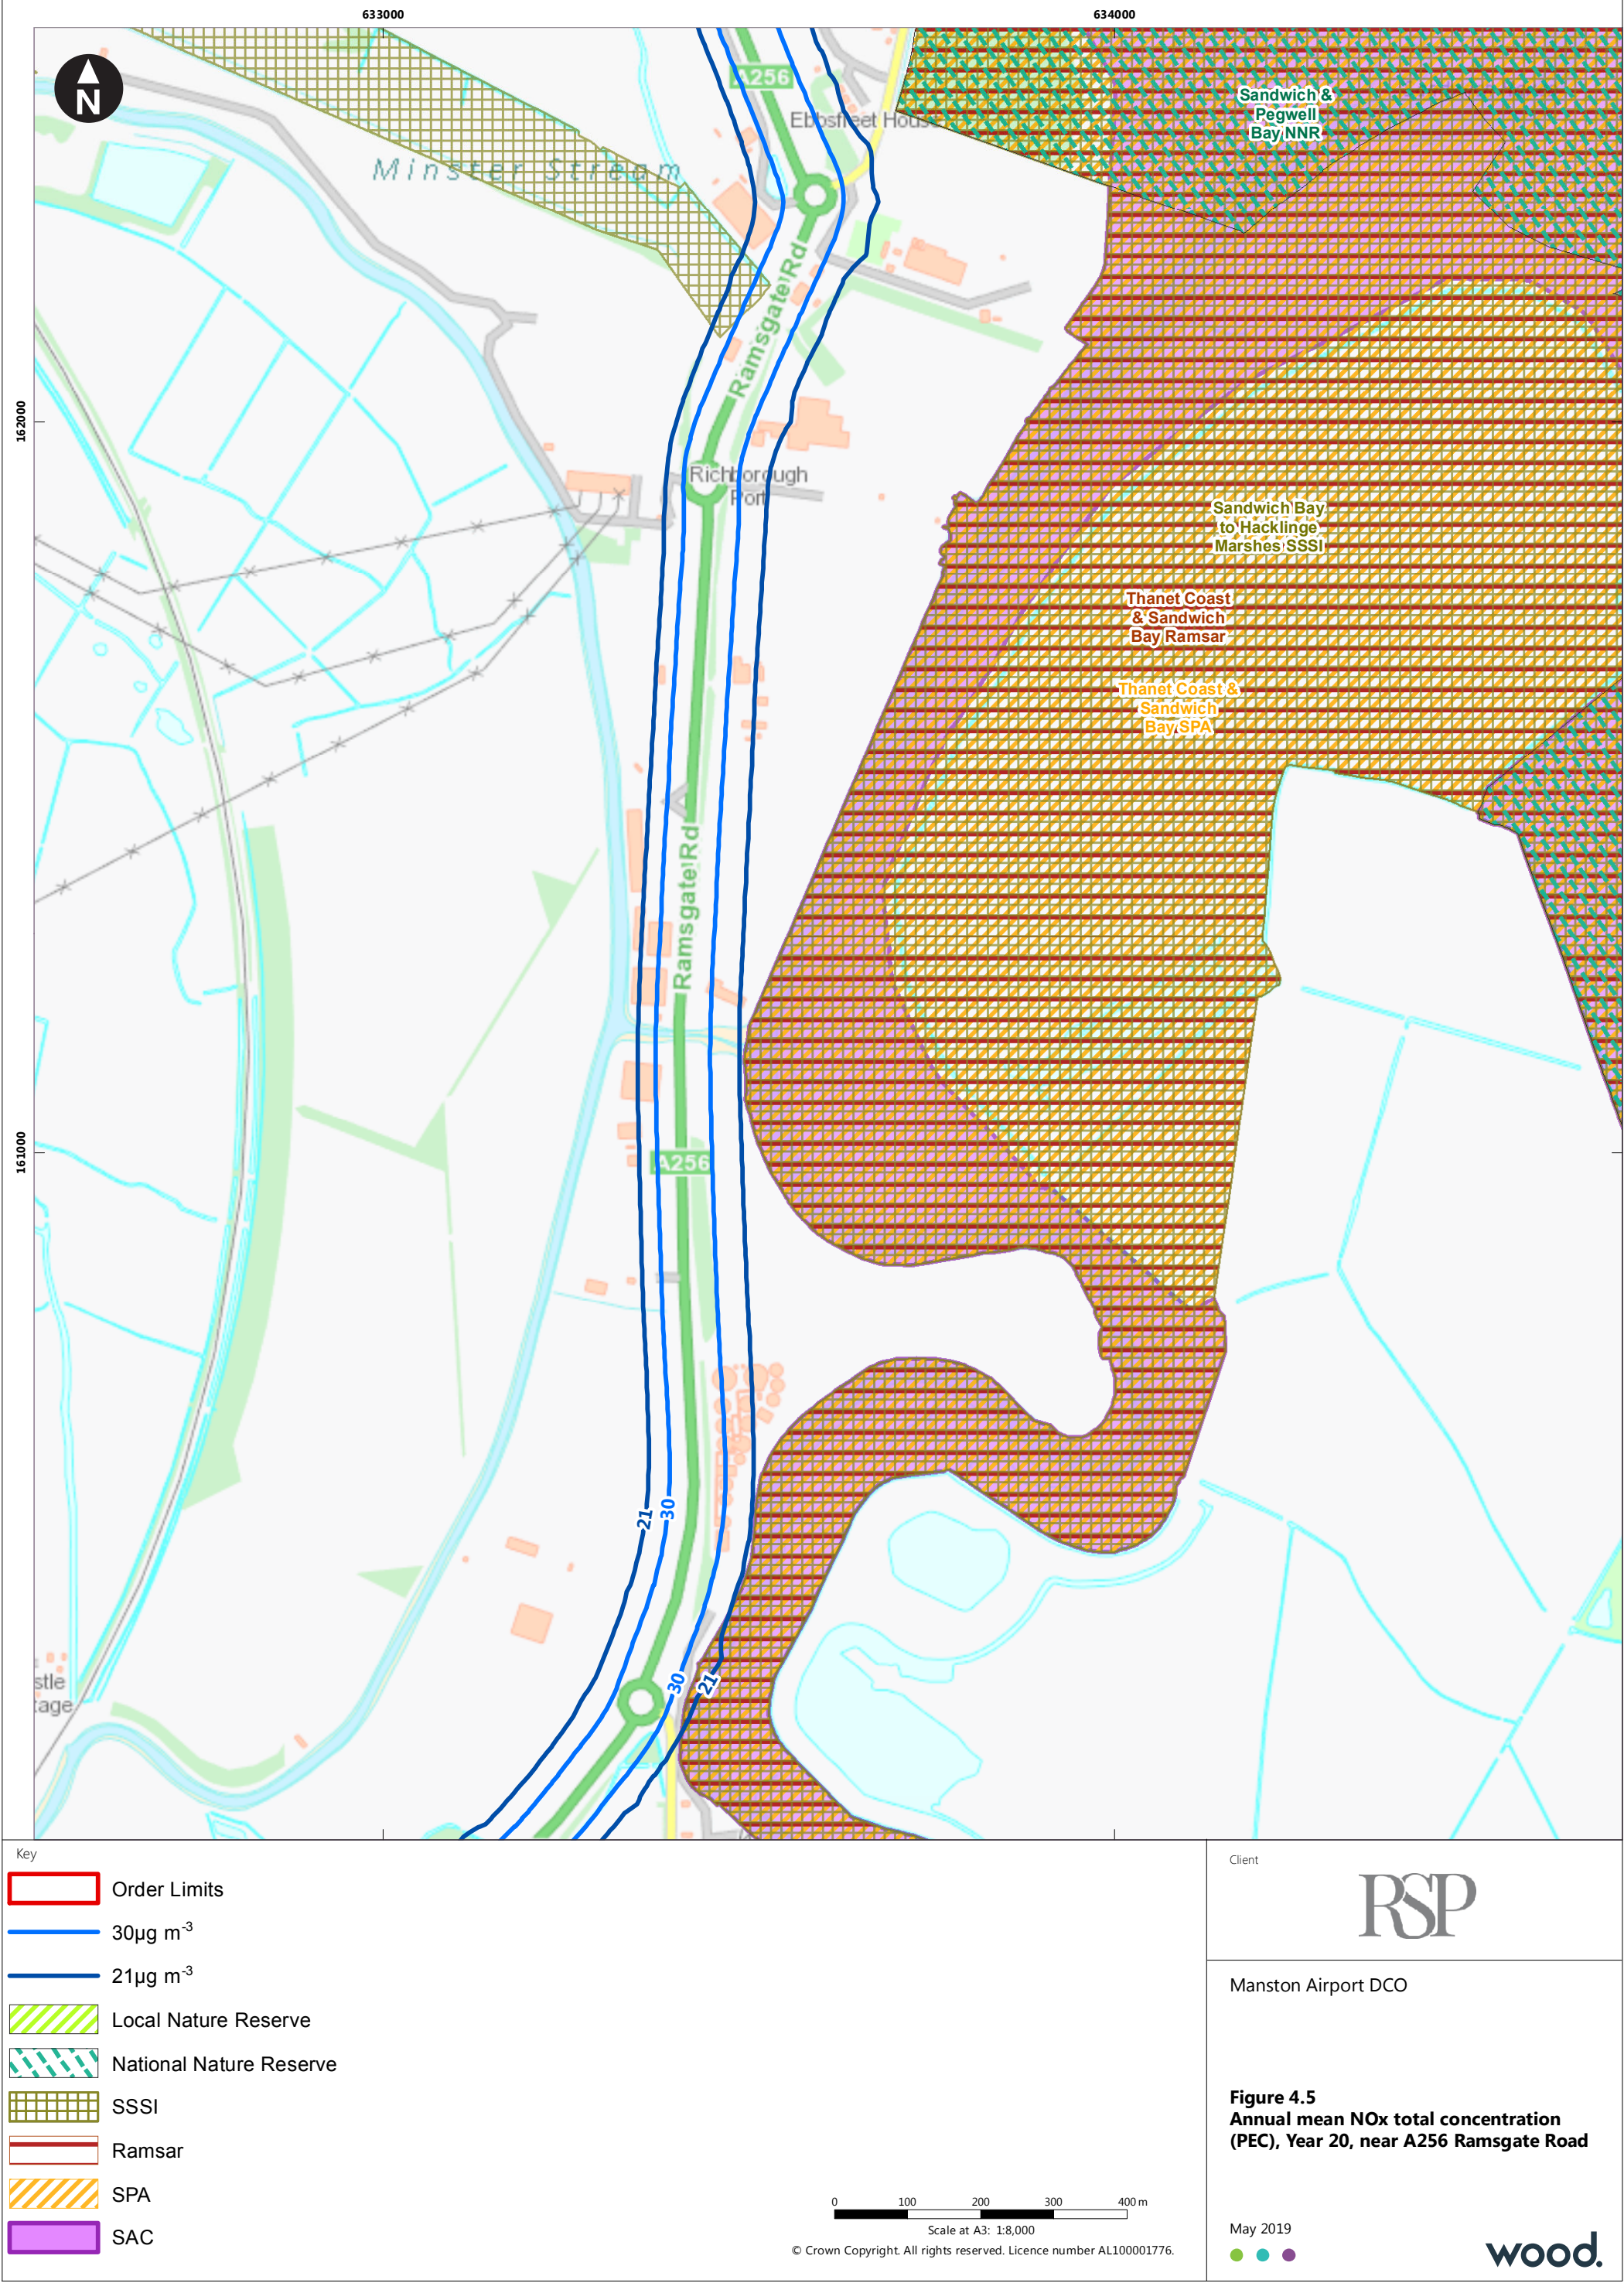 633000
634000
N
A256
Ebbsfleet House
Sandwich &
Pegwell
Bay NNR
Minster Stream
Ramsgate Rd
162000
Richborough
Port
Sandwich Bay
to Hacklinge
Marshes SSSI
Thanet Coast
& Sandwich
Bay Ramsar
Thanet Coast &
Sandwich
Bay SPA
Ramsgate Rd
161000
A256
21
30
30
21
stle
tage
Key
Order Limits
30µg m-3
21µg m-3
Local Nature Reserve
National Nature Reserve
SSSI
Ramsar
SPA
SAC
0 100 200 300 400 m
Scale at A3: 1:8,000
© Crown Copyright. All rights reserved. Licence number AL100001776.
Client
RSP
Manston Airport DCO
Figure 4.5
Annual mean NOx total concentration
(PEC), Year 20, near A256 Ramsgate Road
May 2019
wood.